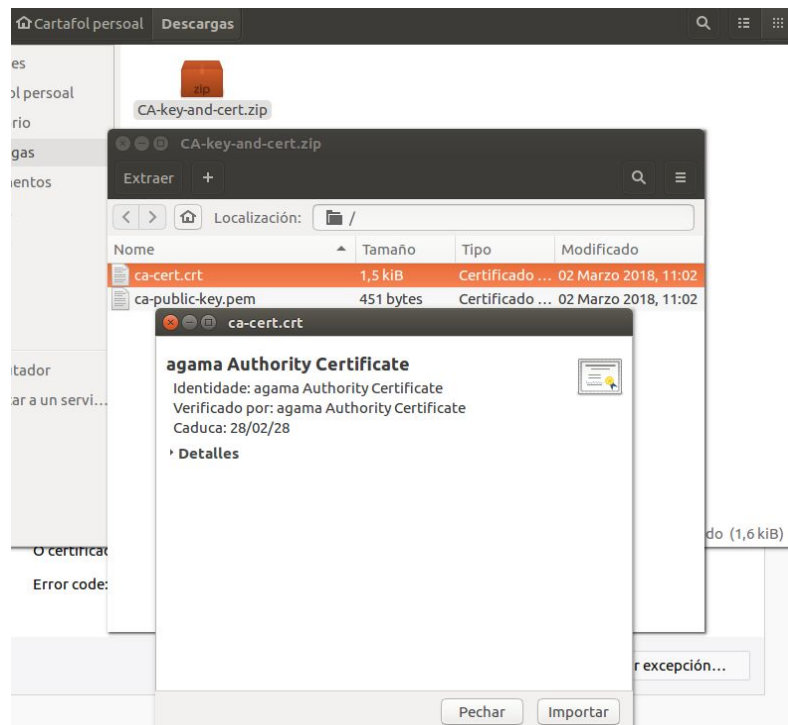 Cartafol persoal Descargas
es
ol persoal
rio
gas
mentos
tador
tar a un servi...
zip
CA-key-and-cert.zip
CA-key-and-cert.zip
Extraer +
Localización: /
Nome Tamaño Tipo Modificado
ca-cert.crt 1,5 kiB Certificado ... 02 Marzo 2018, 11:02
ca-public-key.pem 451 bytes Certificado ... 02 Marzo 2018, 11:02
ca-cert.crt
agama Authority Certificate
Identidade: agama Authority Certificate
Verificado por: agama Authority Certificate
Caduca: 28/02/28
Detalles
do (1,6 kiB)
O certificad
Error code:
r excepción...
Pechar Importar